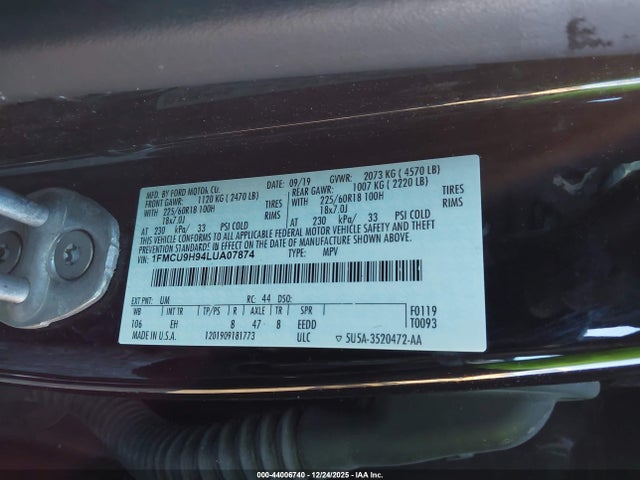 MFD. BY FORD MOTOR CO. DATE: 09/19 GVWR: 2073 KG ( 4570 LB)
FRONT GAWR: 1120 KG ( 2470 LB) REAR GAWR: 1007 KG ( 2220 LB)
WITH 225/60R18 100H TIRES WITH 225/60R18 100H TIRES
18x7.0J RIMS 18x7.0J RIMS
AT 230 kPa/ 33 PSI COLD AT 230 kPa/ 33 PSI COLD
THIS VEHICLE CONFORMS TO ALL APPLICABLE FEDERAL MOTOR VEHICLE SAFETY, BUMPER, AND
THEFT PREVENTION STANDARDS IN EFFECT ON THE DATE OF MANUFACTURE SHOWN ABOVE.
VIN: 1FMCU9H94LUA07874 TYPE: MPV
EXT PNT: UM RC: 44 DSO:
WB INT TR TP/PS R AXLE TR SPR F0119
106 EH 8 47 8 EEDD T0093
MADE IN U.S.A. 1201909181773 ULC 5U5A-3520472-AA
000-44006740 - 12/24/2025 - IAA Inc.